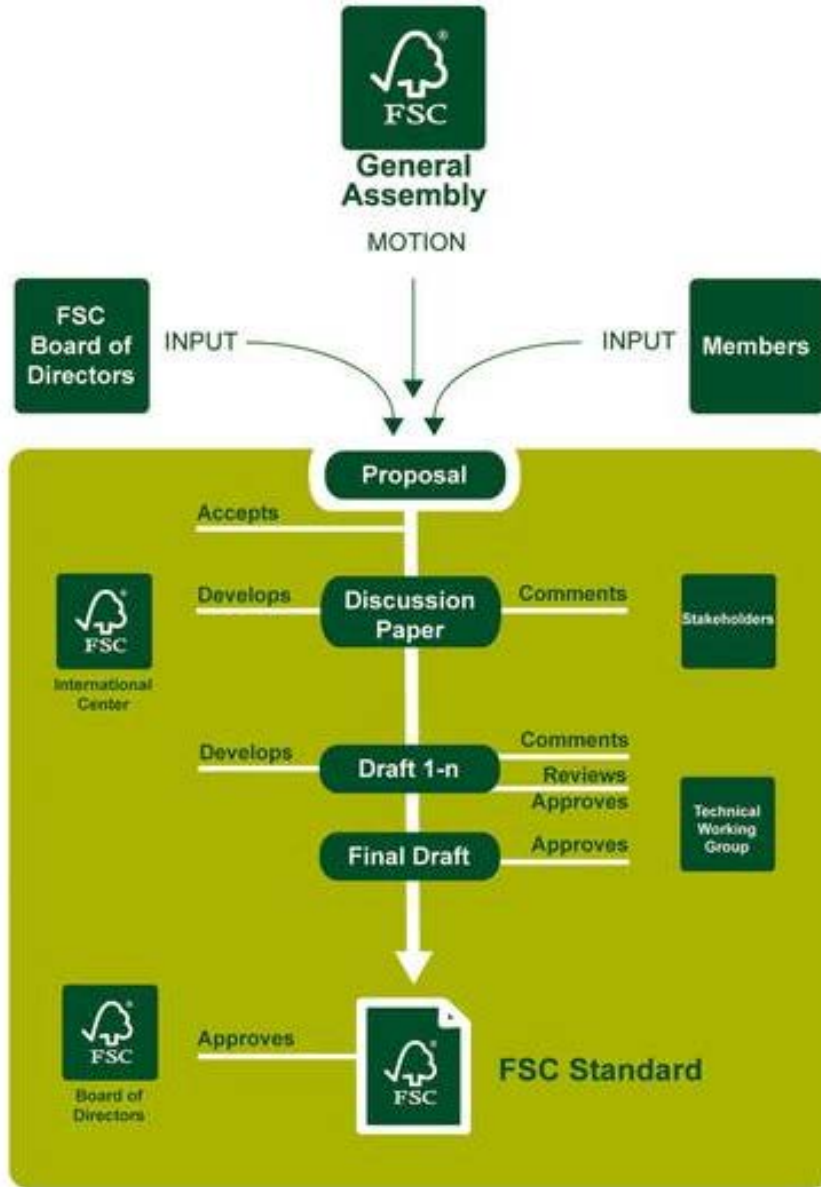 FSC®
General
Assembly
MOTION
FSC
Board of
Directors
INPUT
INPUT
Members
Proposal
Accepts
Develops
Discussion
Paper
Comments
Stakeholders
FSC®
International
Center
Develops
Draft 1-n
Comments
Reviews
Approves
Technical
Working
Group
Final Draft
Approves
FSC®
Board of
Directors
Approves
FSC
FSC Standard